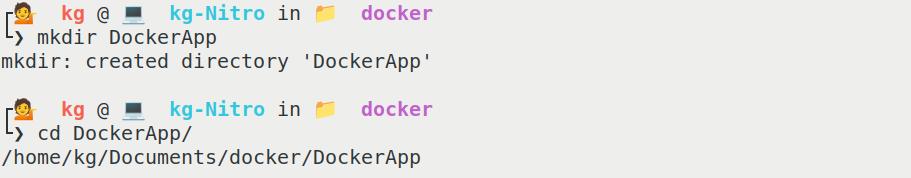 kg @ kg-Nitro in docker
❯ mkdir DockerApp
mkdir: created directory 'DockerApp'
kg @ kg-Nitro in docker
❯ cd DockerApp/
/home/kg/Documents/docker/DockerApp